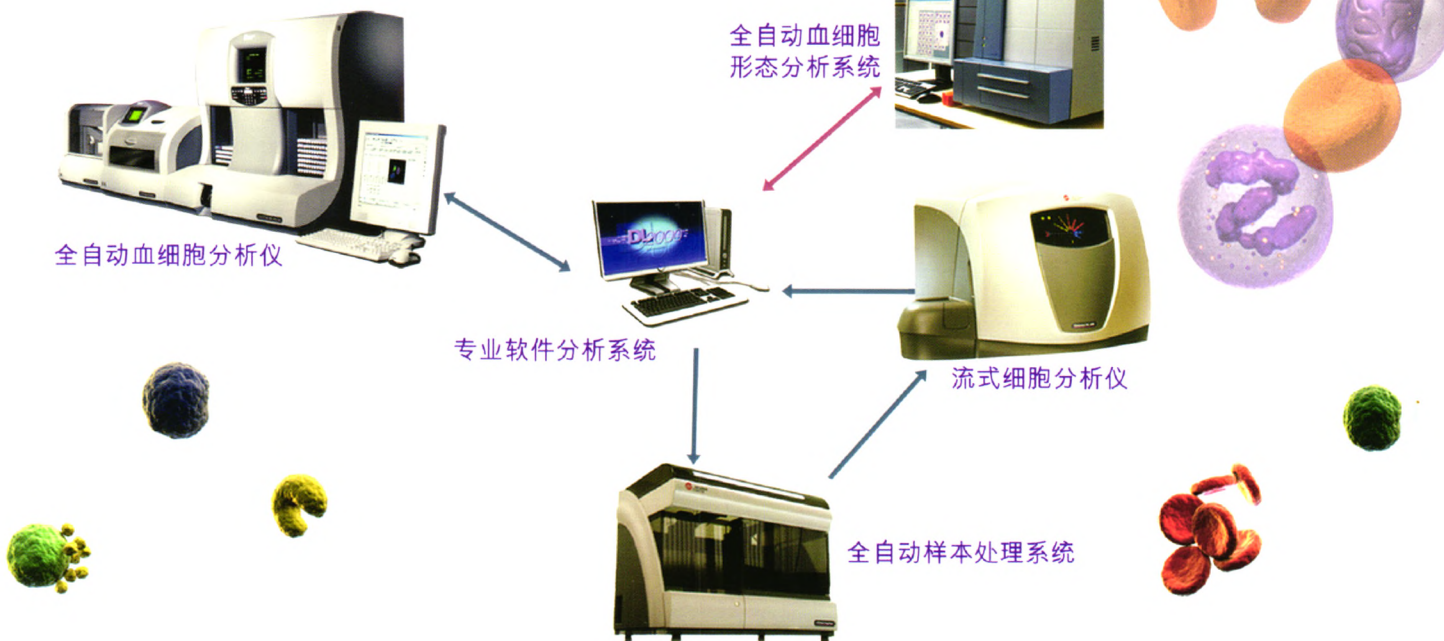 全自动血细胞
形态分析系统
全自动血细胞分析仪
专业软件分析系统
流式细胞分析仪
全自动样本处理系统